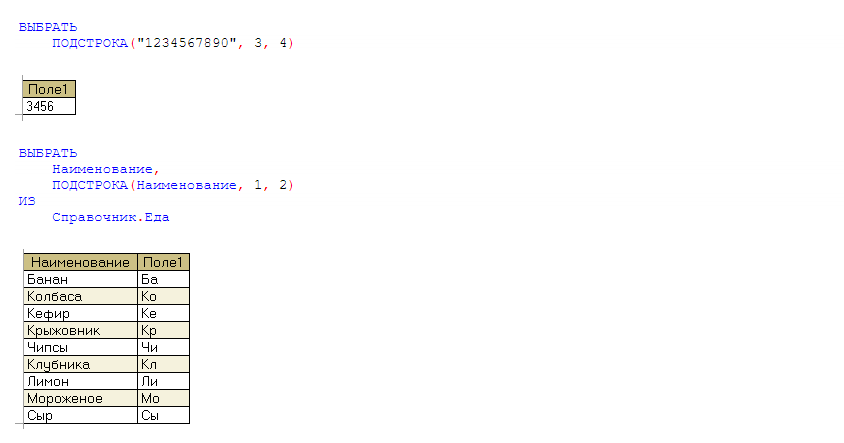 ВЫБРАТЬ
ПОДСТРОКА("1234567890", 3, 4)
Поле1
3456
ВЫБРАТЬ
Наименование,
ПОДСТРОКА(Наименование, 1, 2)
ИЗ
Справочник.Еда
Наименование Поле1
Банан Ба
Колбаса Ко
Кефир Ке
Крыжовник Кр
Чипсы Чи
Клубника Кл
Лимон Ли
Мороженое Мо
Сыр Сы